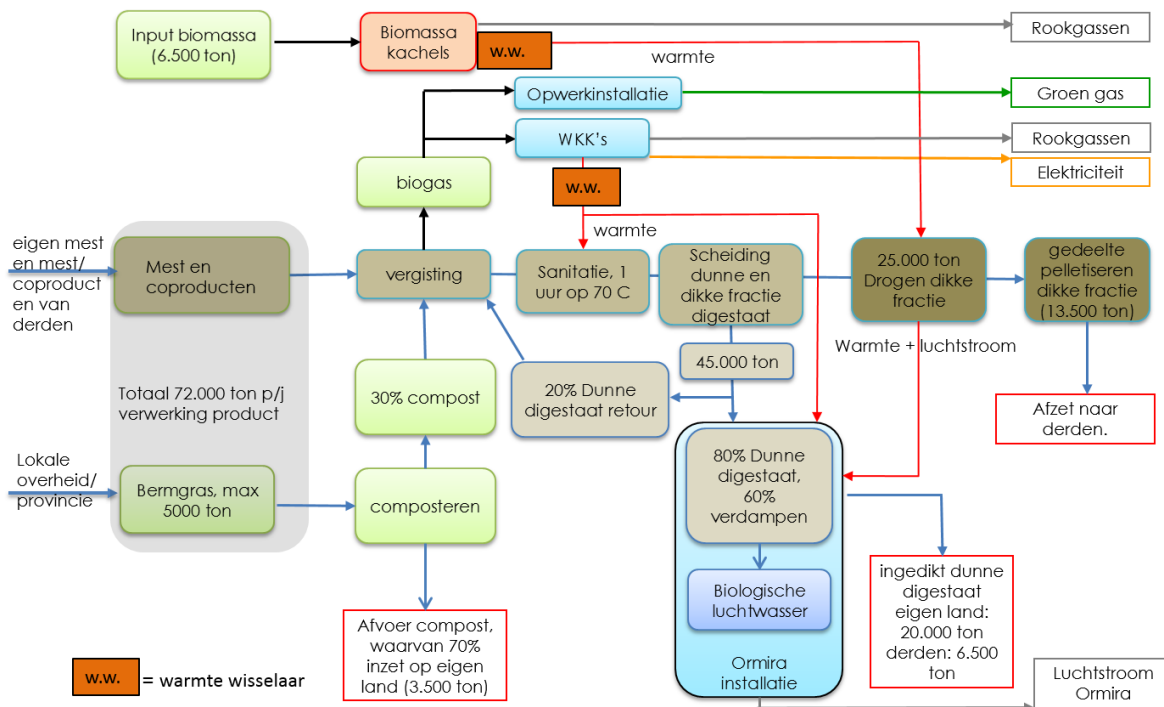 Input biomassa
(6.500 ton)
Biomassa
kachels
w.w.
warmte
Rookgassen
Opwerkinstallatie
Groen gas
WKK's
Rookgassen
Elektriciteit
biogas
w.w.
warmte
eigen mest
en mest/
coproduct
en van
derden
Mest en
coproducten
vergisting
Sanitatie, 1
uur op 70 C
Scheiding
dunne en
dikke fractie
digestaat
25.000 ton
Drogen dikke
fractie
gedeelte
pelletiseren
dikke fractie
(13.500 ton)
Warmte + luchtstroom
45.000 ton
Totaal 72.000 ton p/j
verwerking product
30% compost
20% Dunne
digestaat retour
Afzet naar
derden.
Lokale
overheid/
provincie
Bermgras, max
5000 ton
composteren
80% Dunne
digestaat,
60%
verdampen
Biologische
luchtwasser
Ormira
installatie
ingedikt dunne
digestaat
eigen land:
20.000 ton
derden: 6.500
ton
Afvoer compost,
waarvan 70%
inzet op eigen
land (3.500 ton)
w.w.
= warmte wisselaar
Luchtstroom
Ormira